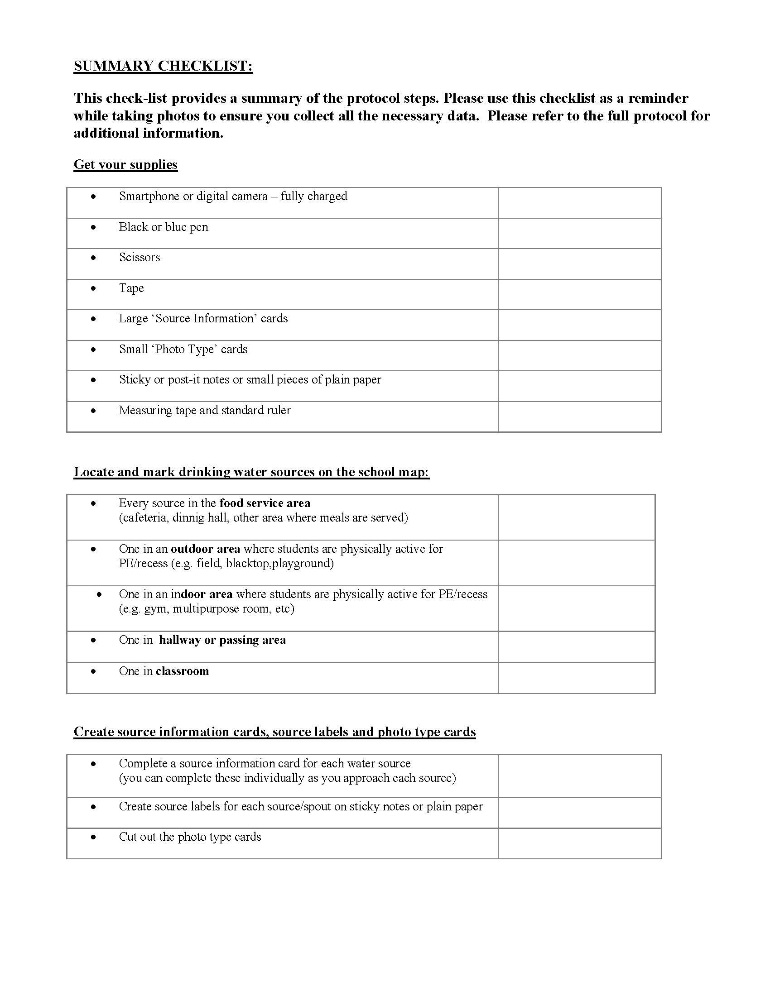 SUMMARY CHECKLIST:
This check-list provides a summary of the protocol steps. Please use this checklist as a reminder
while taking photos to ensure you collect all the necessary data.  Please refer to the full protocol for
additional information.
Get your supplies
• Smartphone or digital camera – fully charged
• Black or blue pen
• Scissors
• Tape
• Large ‘Source Information’ cards
• Small ‘Photo Type’ cards
• Sticky or post-it notes or small pieces of plain paper
• Measuring tape and standard ruler
Locate and mark drinking water sources on the school map:
• Every source in the food service area
(cafeteria, dinnig hall, other area where meals are served)
• One in an outdoor area where students are physically active for
PE/recess (e.g. field, blacktop,playground)
• One in an indoor area where students are physically active for PE/recess
(e.g. gym, multipurpose room, etc)
• One in  hallway or passing area
• One in classroom
Create source information cards, source labels and photo type cards
• Complete a source information card for each water source
(you can complete these individually as you approach each source)
• Create source labels for each source/spout on sticky notes or plain paper
• Cut out the photo type cards